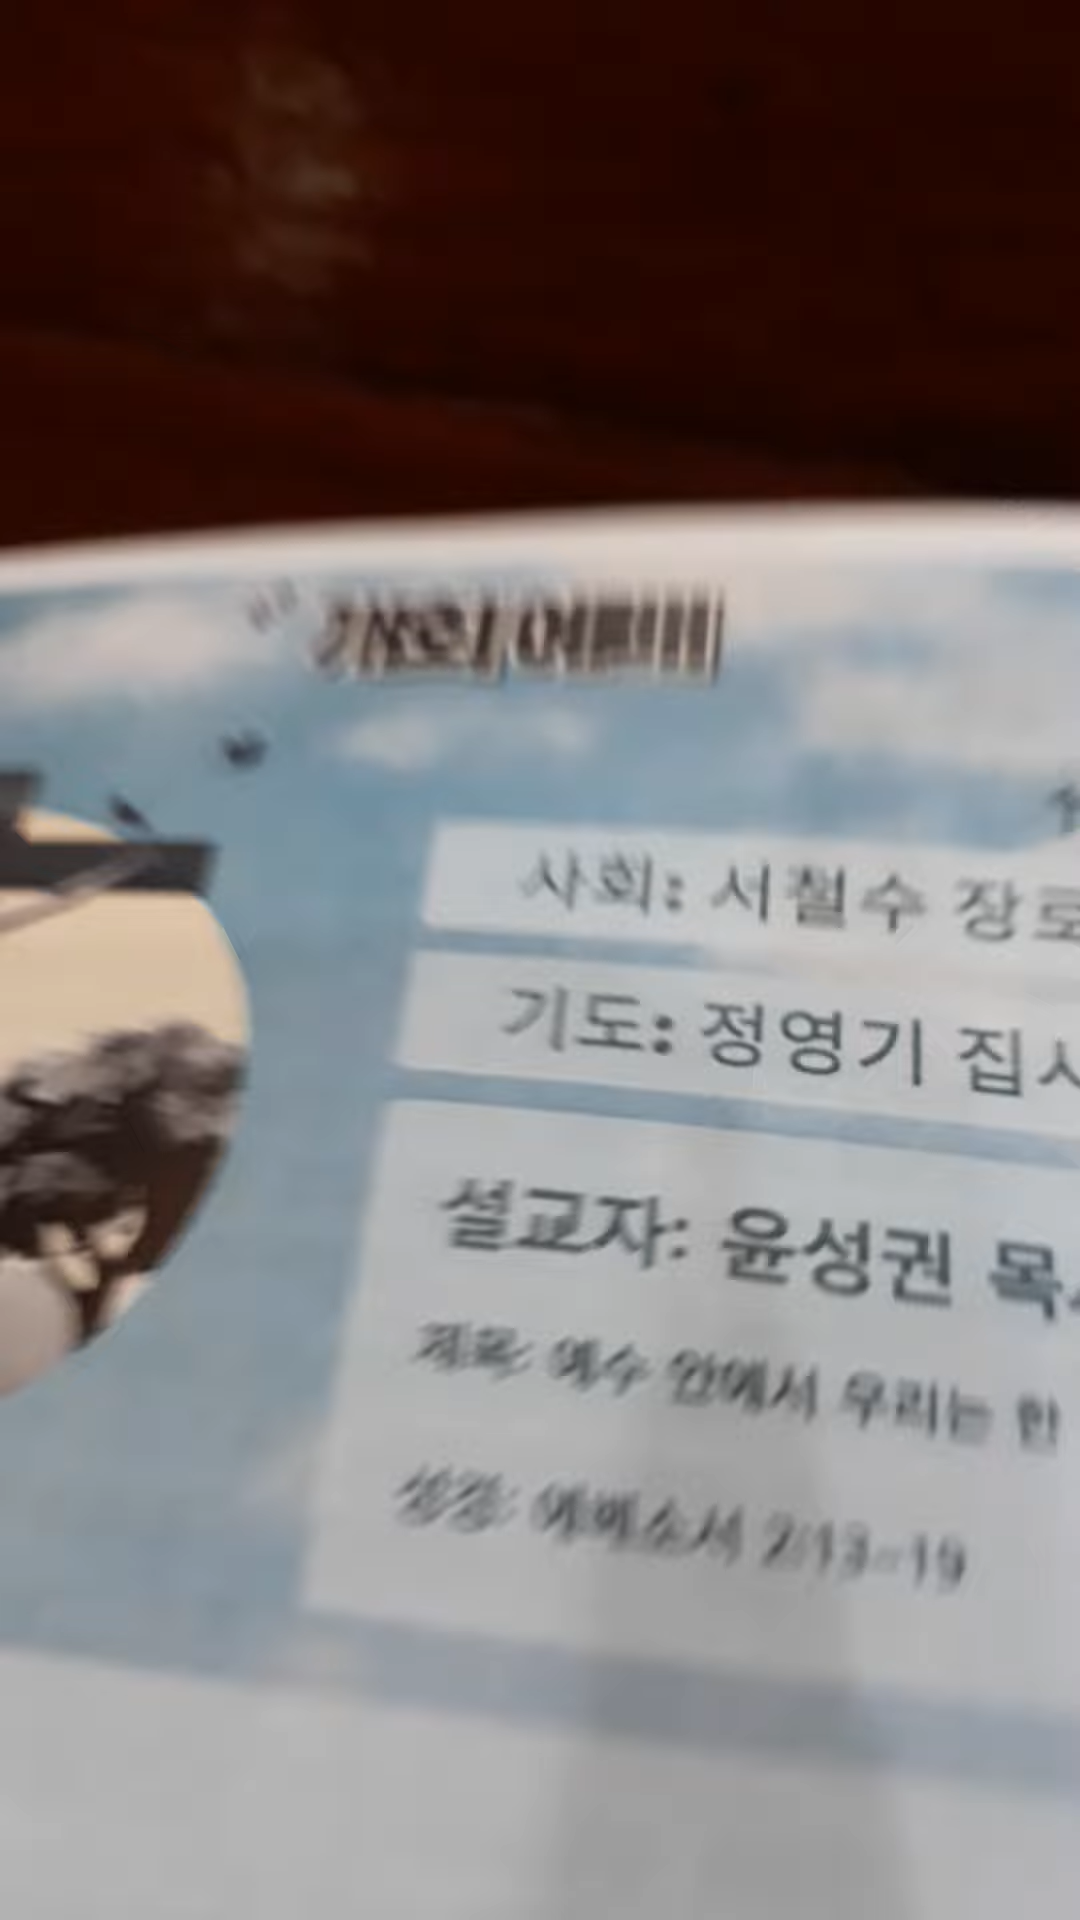 사회: 서철수 장로
기도: 정영기 집사
설교자: 윤성권 목
제목: 예수 안에서 우리는 한
성경: 에베소서 2:13-19